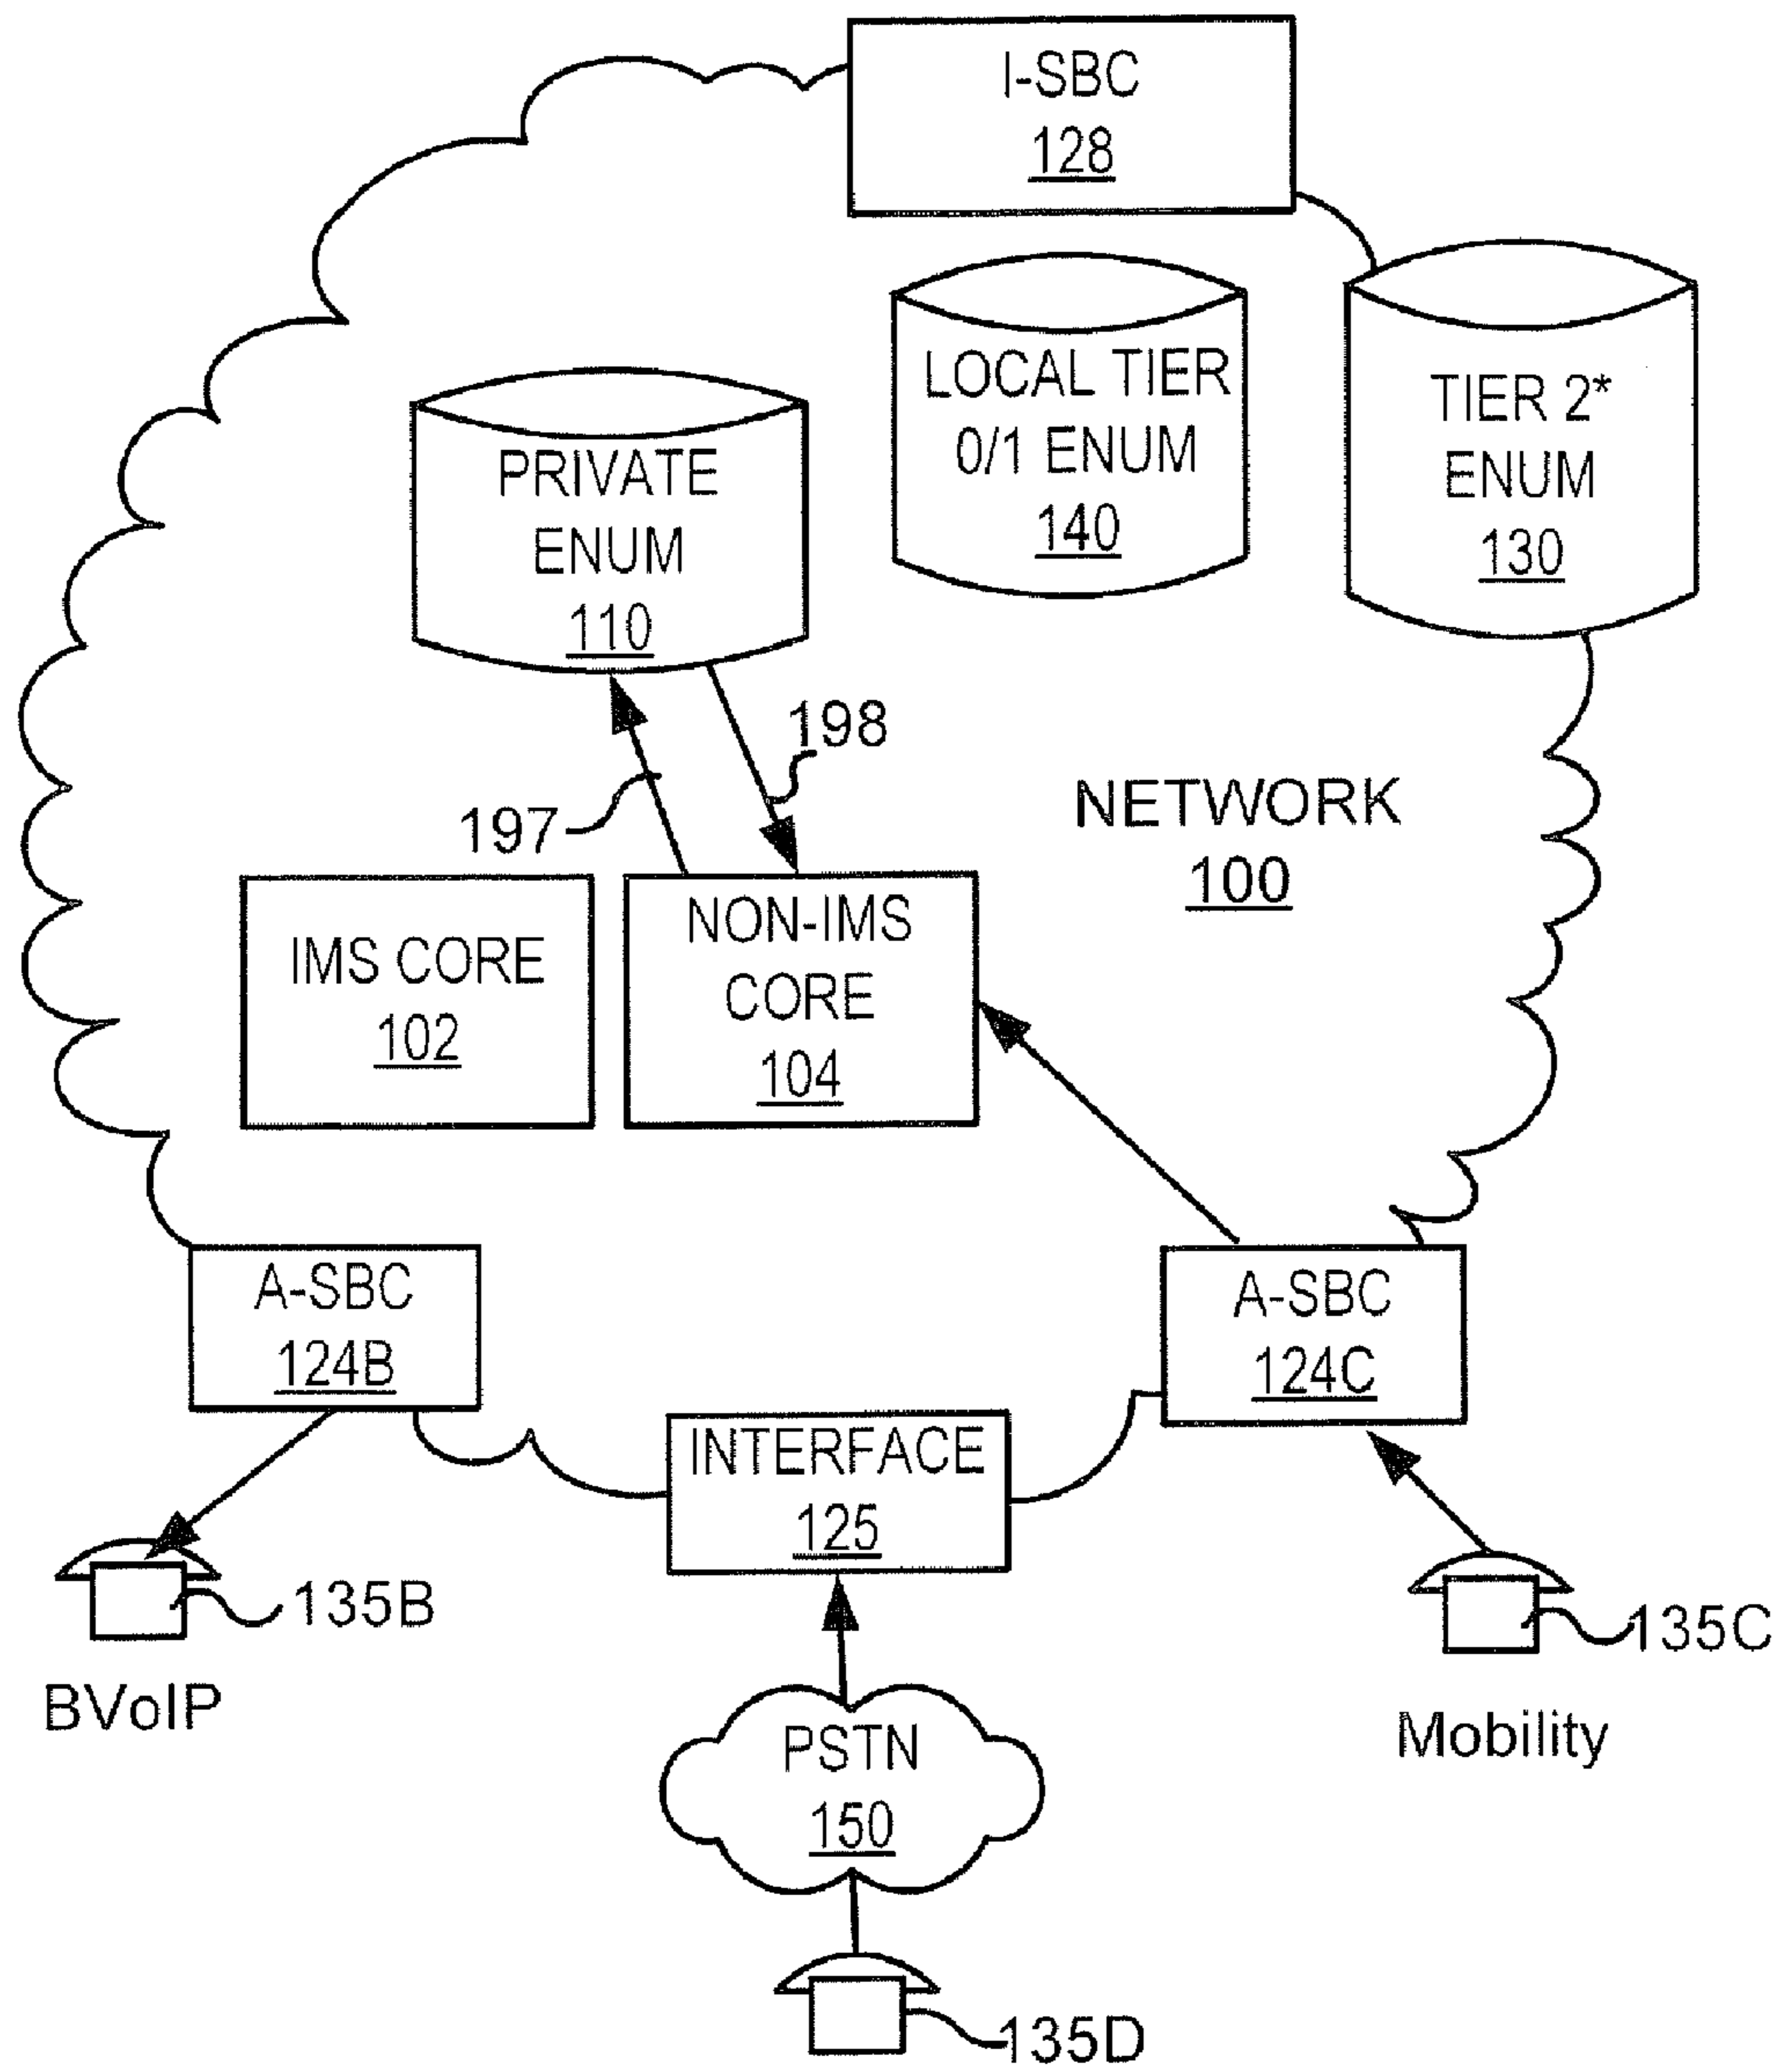 I-SBC
128
LOCAL TIER
0/1 ENUM
140
TIER 2*
ENUM
130
PRIVATE
ENUM
110
198
197
NETWORK
100
IMS CORE
102
NON-IMS
CORE
104
A-SBC
124B
A-SBC
124C
INTERFACE
125
135B
BVoIP
135C
Mobility
PSTN
150
135D